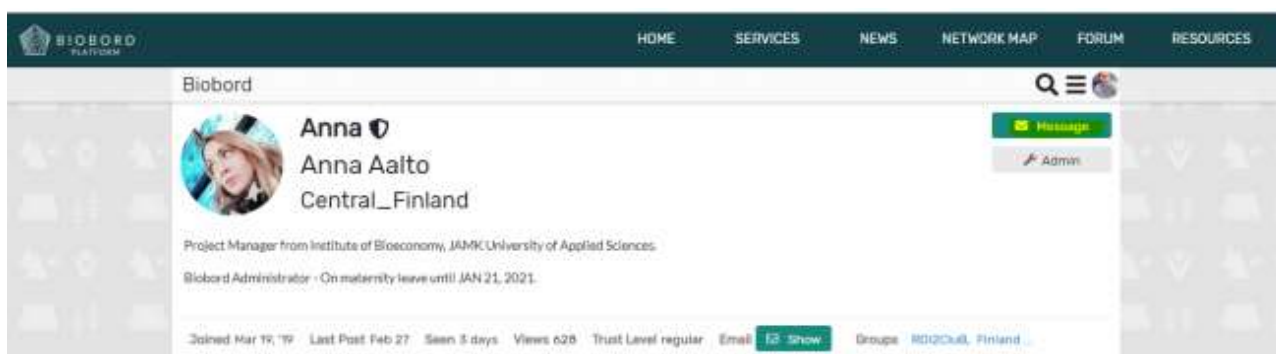 BIOBORD
PLATFORM
HOME SERVICES NEWS NETWORK MAP FORUM RESOURCES
Biobord
Anna
Message
Anna Aalto
Admin
Central_Finland
Project Manager from Institute of Bioeconomy, JAMK University of Applied Sciences.
Biobord Administrator - On maternity leave until JAN 21, 2021.
Joined Mar 19, '19 Last Post Feb 27 Seen 3 days Views 628 Trust Level regular Email Show Groups RDI2CluB, Finland ...